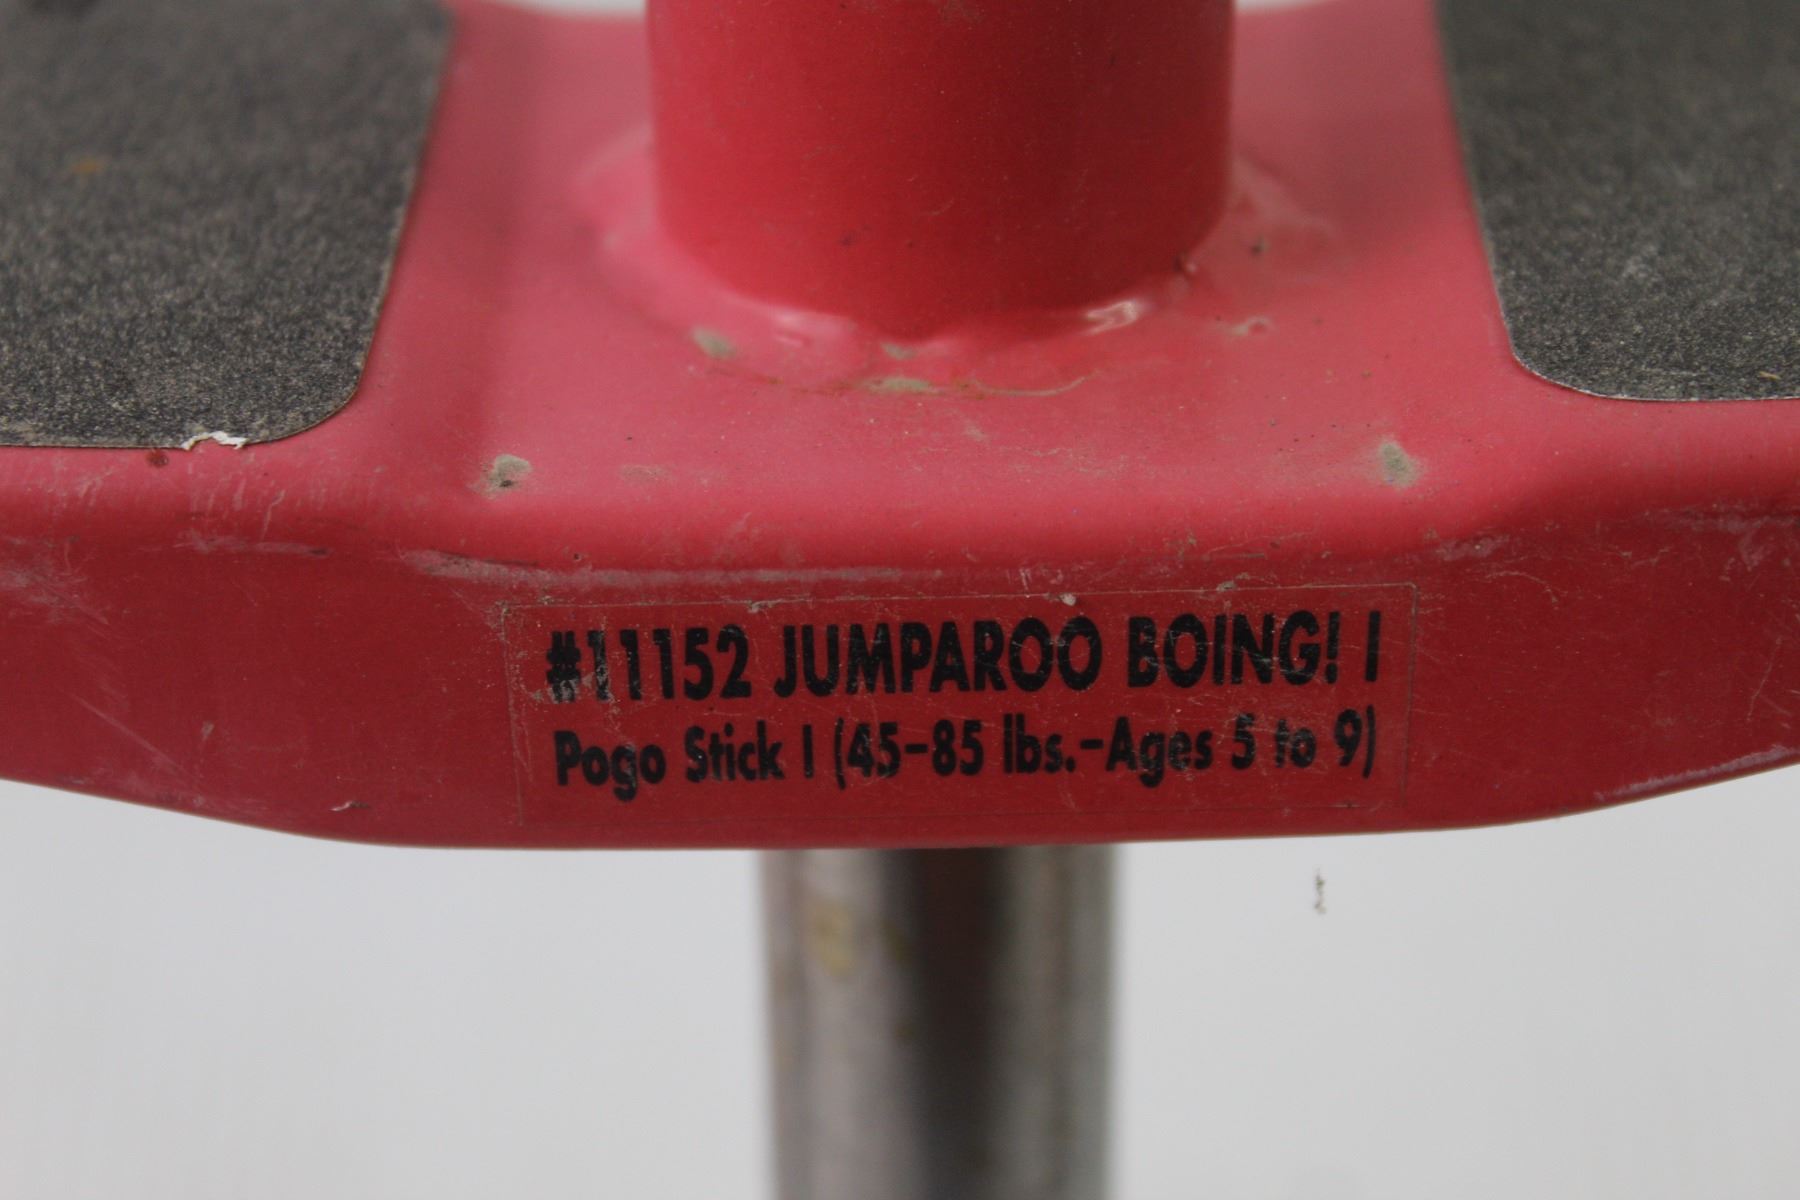 #11152 JUMPAROO BOING! I
Pogo Stick I (45-85 lbs.-Ages 5 to 9)